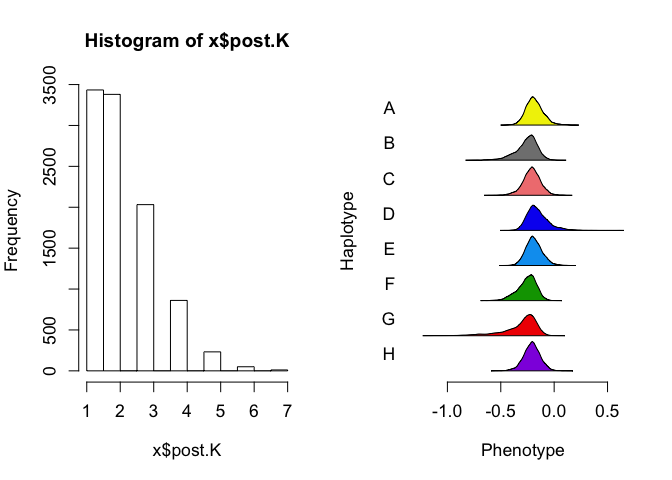 Histogram of x$post.K
Frequency
0
500
1500
2500
3500
1 2 3 4 5 6 7
x$post.K
Haplotype
A
B
C
D
E
F
G
H
-1.0 -0.5 0.0 0.5
Phenotype